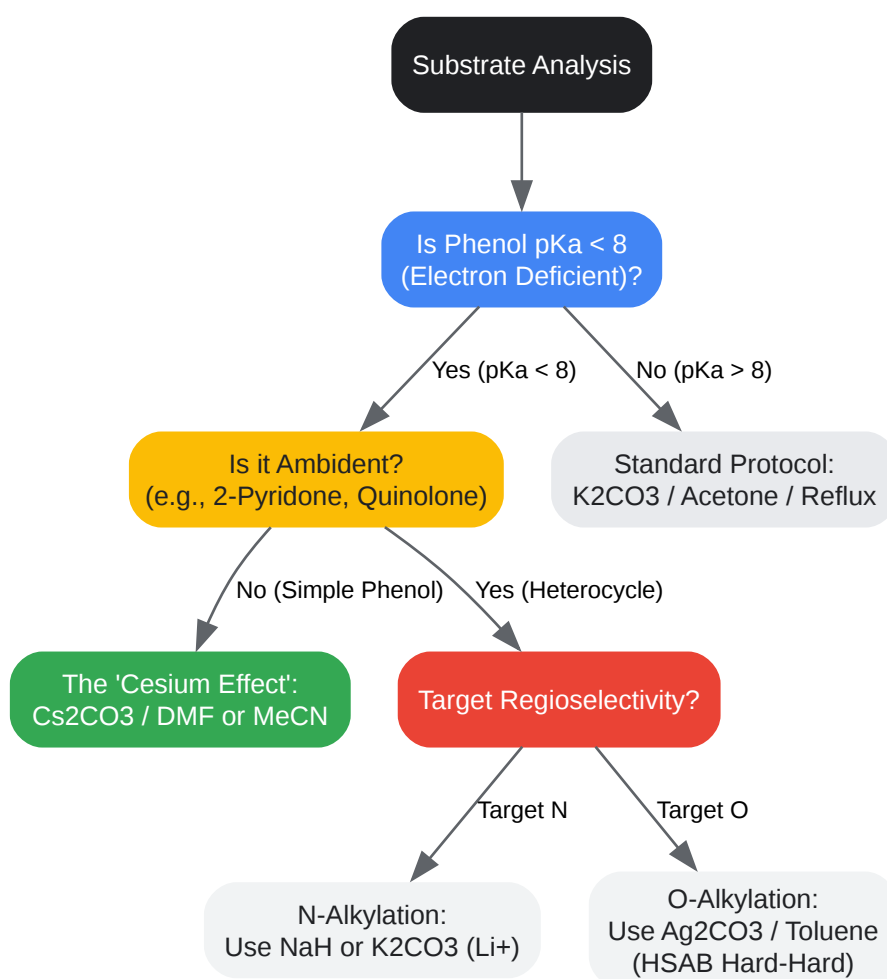 Substrate Analysis
Is Phenol pKa < 8
(Electron Deficient)?
Yes (pKa < 8)
No (pKa > 8)
Is it Ambident?
(e.g., 2-Pyridone, Quinolone)
Standard Protocol:
K2CO3 / Acetone / Reflux
No (Simple Phenol)
Yes (Heterocycle)
The 'Cesium Effect':
Cs2CO3 / DMF or MeCN
Target Regioselectivity?
Target N
Target O
N-Alkylation:
Use NaH or K2CO3 (Li+)
O-Alkylation:
Use Ag2CO3 / Toluene
(HSAB Hard-Hard)